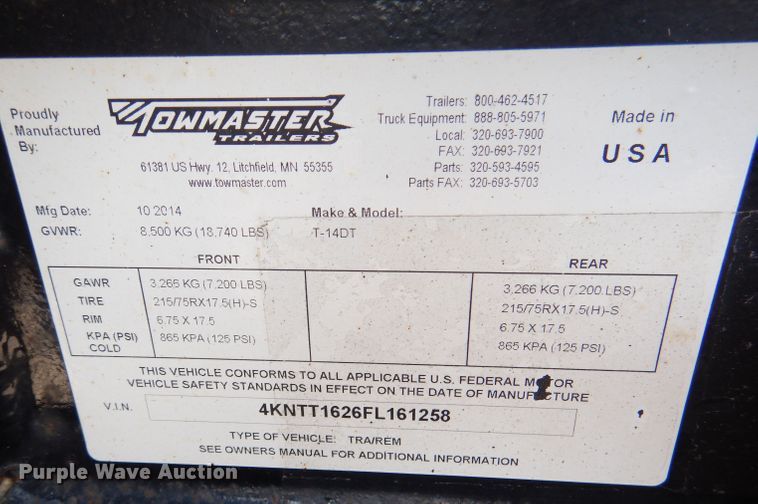 Proudly
Manufactured
By:
TOWMASTER
TRAILERS
61381 US Hwy. 12, Litchfield, MN 55355
www.towmaster.com
Trailers: 800-462-4517
Truck Equipment: 888-805-5971
Local: 320-693-7900
FAX: 320-693-7921
Parts: 320-593-4595
Parts FAX: 320-693-5703
Made in
USA
Mfg Date: 10 2014 Make & Model:
GVWR: 8,500 KG (18,740 LBS) T-14DT
FRONT REAR
GAWR 3,266 KG (7,200 LBS) 3,266 KG (7,200 LBS)
TIRE 215/75RX17.5(H)-S 215/75RX17.5(H)-S
RIM 6.75 X 17.5 6.75 X 17.5
KPA (PSI) 865 KPA (125 PSI) 865 KPA (125 PSI)
COLD
THIS VEHICLE CONFORMS TO ALL APPLICABLE U.S. FEDERAL MOTOR
VEHICLE SAFETY STANDARDS IN EFFECT ON THE DATE OF MANUFACTURE
V.I.N. 4KNTT1626FL161258
TYPE OF VEHICLE: TRA/REM
SEE OWNERS MANUAL FOR ADDITIONAL INFORMATION
Purple Wave Auction